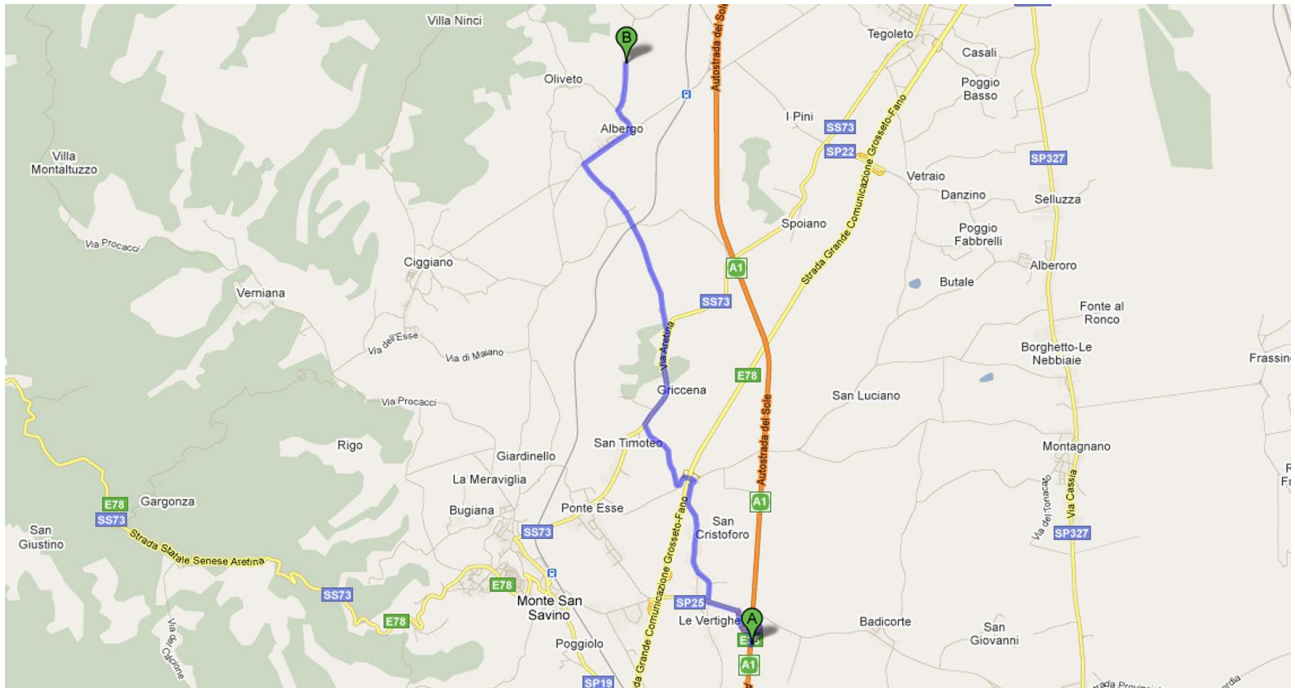 Villa Ninci
B
Oliveto
Autostrada del Sole
Tegoleto
Casali
Poggio
Basso
I Pini
SS73
SP22
Albergo
Villa
Montaltuzzo
Vetraio
Danzino
SP327
Selluzza
Spoiano
Poggio
Fabbrelli
Strada Grande Comunicazione Grosseto-Fano
Via Procacci
Ciggiano
A1
Alberoro
Butale
Verniana
SS73
Fonte al
Ronco
Via dell'Esse
Via di Maiano
Via Aretina
Borghetto-Le
Nebbiaie
Frassine
E78
Griccena
Via Procacci
Autostrada del Sole
San Luciano
Rigo
San Timoteo
Giardinello
Montagnano
La Meraviglia
Gargonza
E78
SS73
Bugiana
Ponte Esse
A1
Via del Tonacato
Via Cassia
San
Giustino
Strada Statale Senese Aretina
SS73
San
Cristoforo
SP327
Strada Grande Comunicazione Grosseto-Fano
E78
SS73
Monte San
Savino
SP25
Le Vertighe
A
E78
Badicorte
San
Giovanni
Poggiolo
A1
SP19